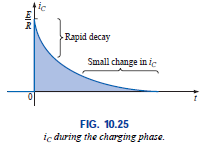 i_C
E
R
Rapid decay
Small change in i_C
0
t
FIG. 10.25
i_C during the charging phase.